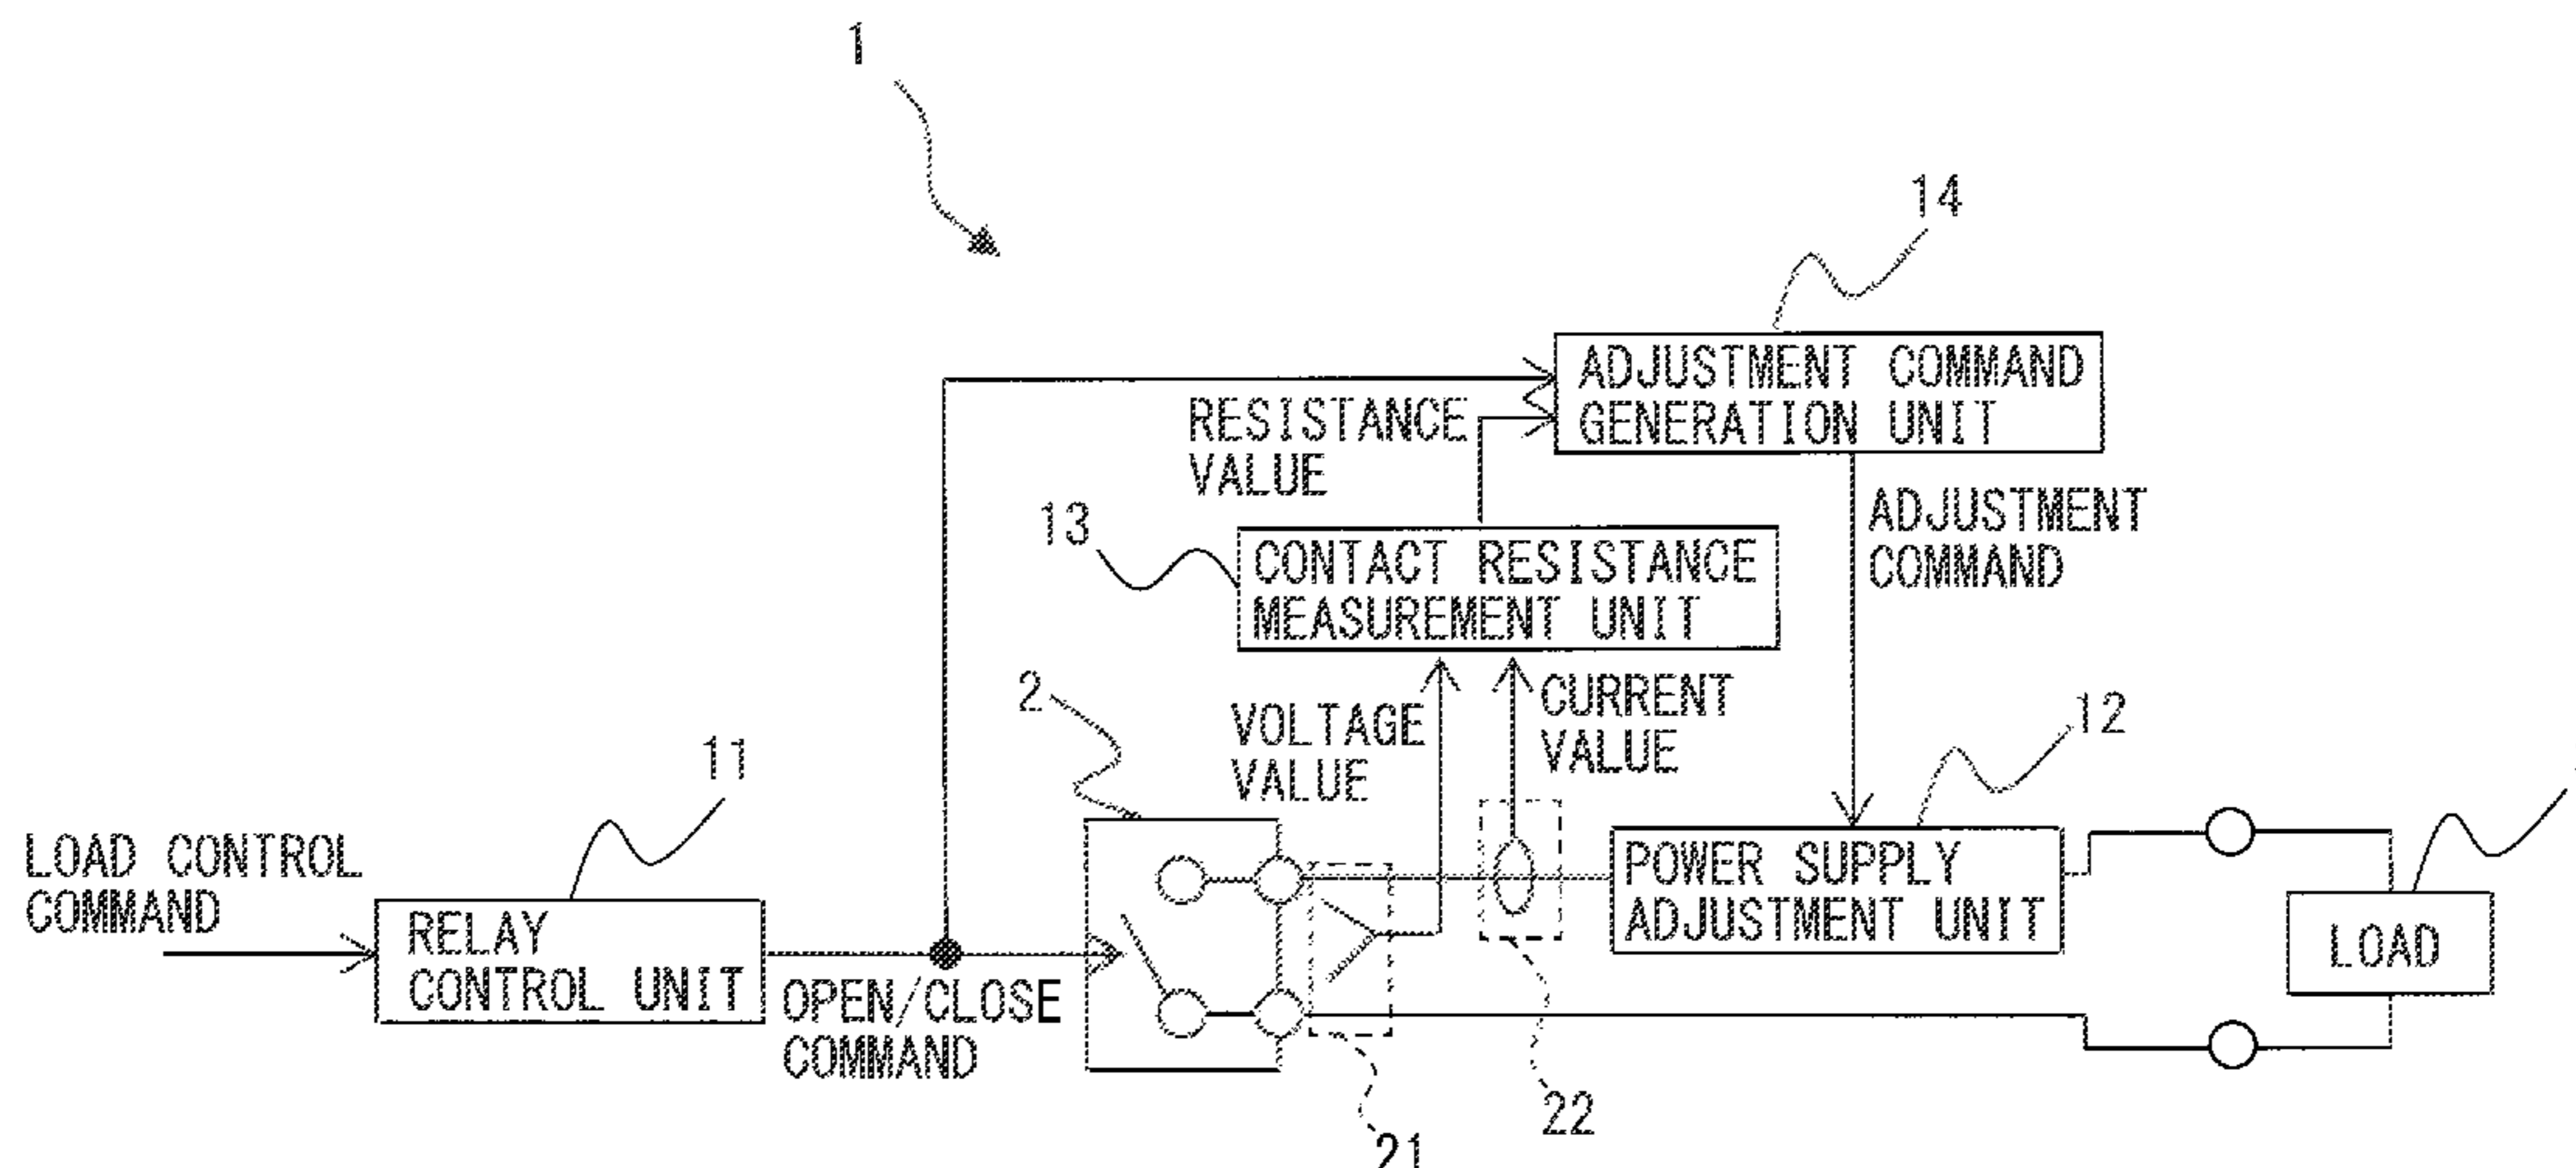 1
14
ADJUSTMENT COMMAND
GENERATION UNIT
RESISTANCE
VALUE
13
CONTACT RESISTANCE
MEASUREMENT UNIT
ADJUSTMENT
COMMAND
2
VOLTAGE
VALUE
CURRENT
VALUE
12
11
LOAD CONTROL
COMMAND
RELAY
CONTROL UNIT
OPEN/CLOSE
COMMAND
POWER SUPPLY
ADJUSTMENT UNIT
LOAD
22
21